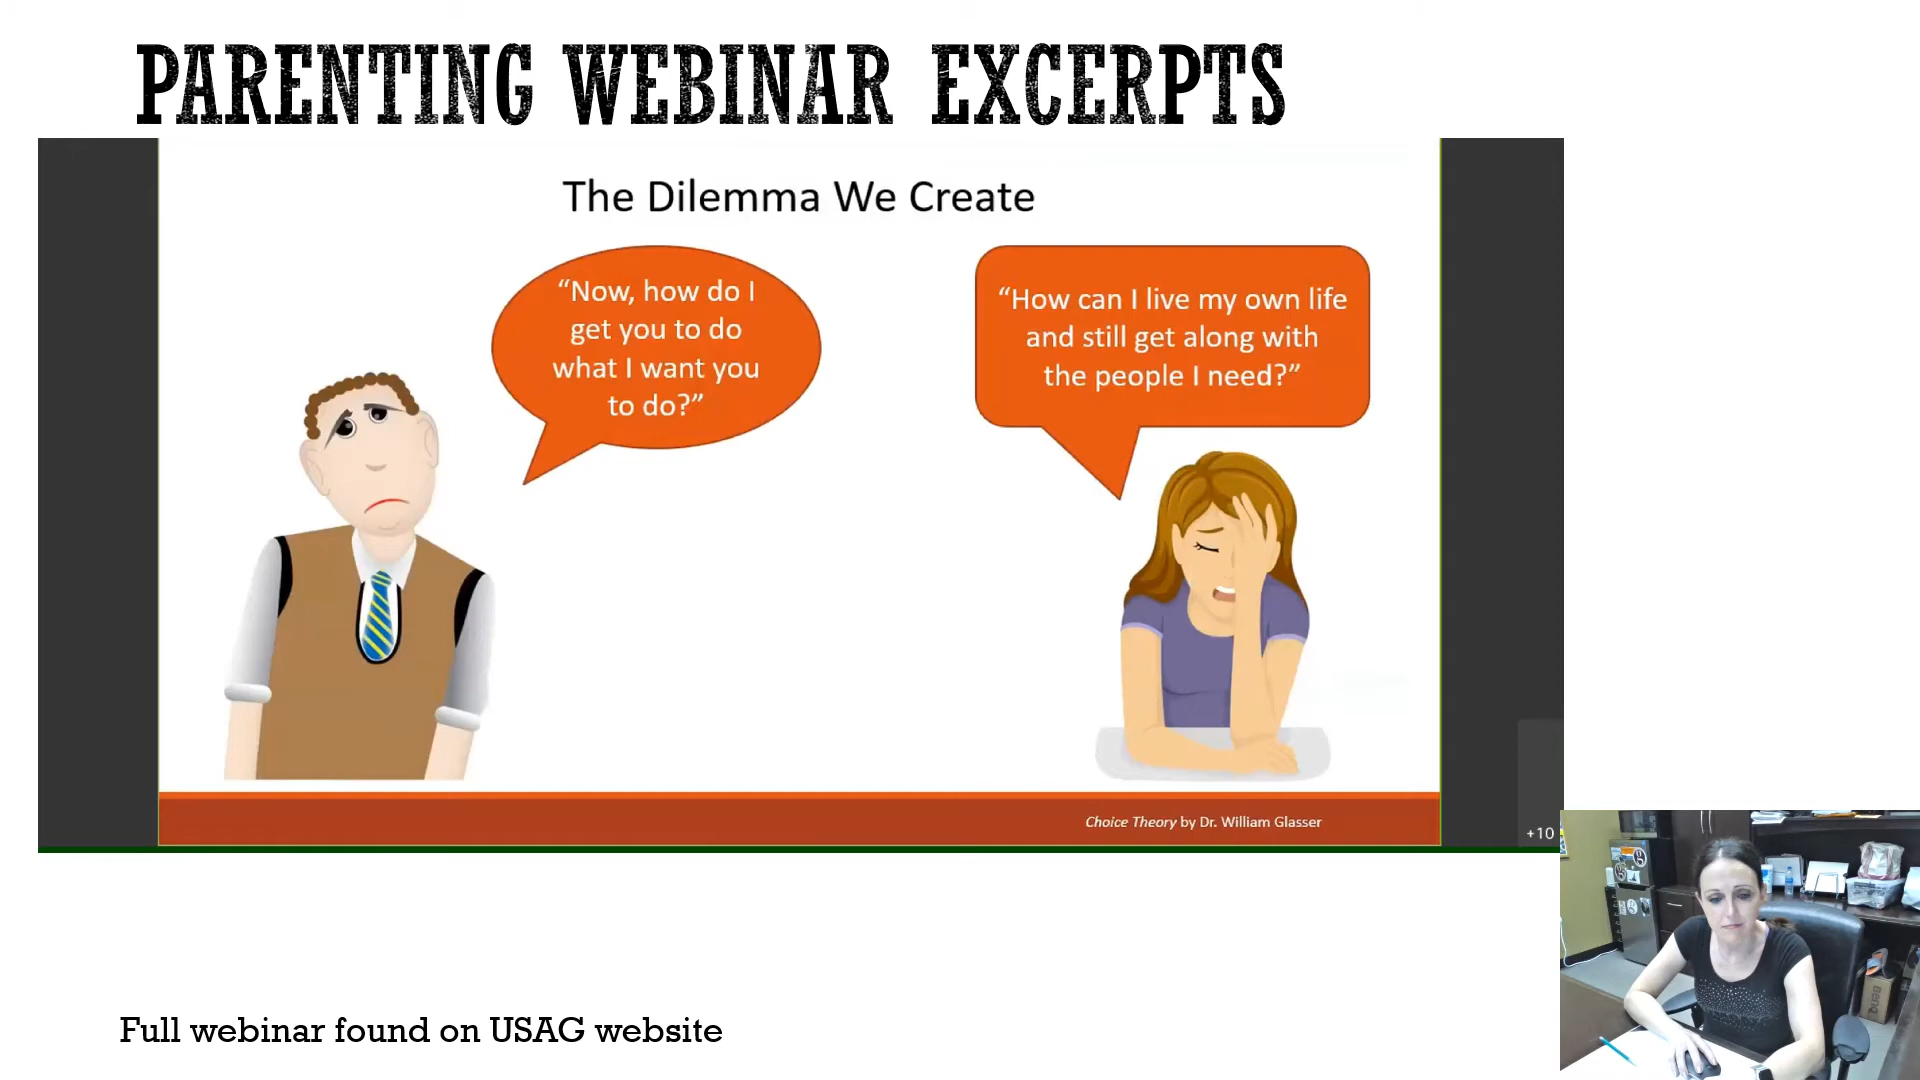 PARENTING WEBINAR EXCERPTS
The Dilemma We Create
“Now, how do I
get you to do
what I want you
to do?”
“How can I live my own life
and still get along with
the people I need?”
Choice Theory by Dr. William Glasser
+10
BenQ
Full webinar found on USAG website